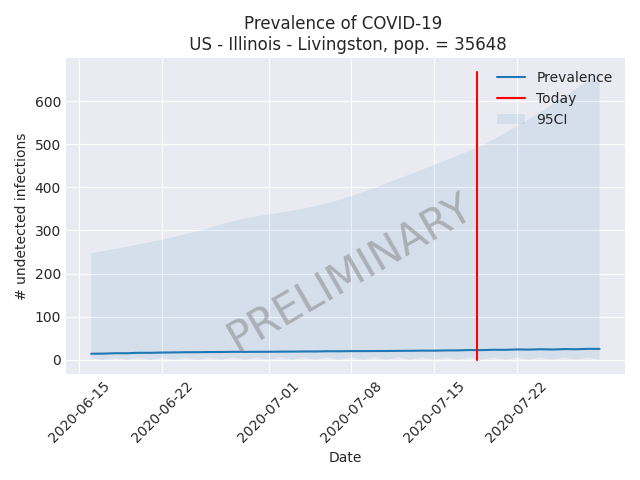 Prevalence of COVID-19
US - Illinois - Livingston, pop. = 35648
Prevalence
Today
95CI
600
500
400
300
200
100
0
# undetected infections
PRELIMINARY
2020-06-15
2020-06-22
2020-07-01
2020-07-08
2020-07-15
2020-07-22
Date